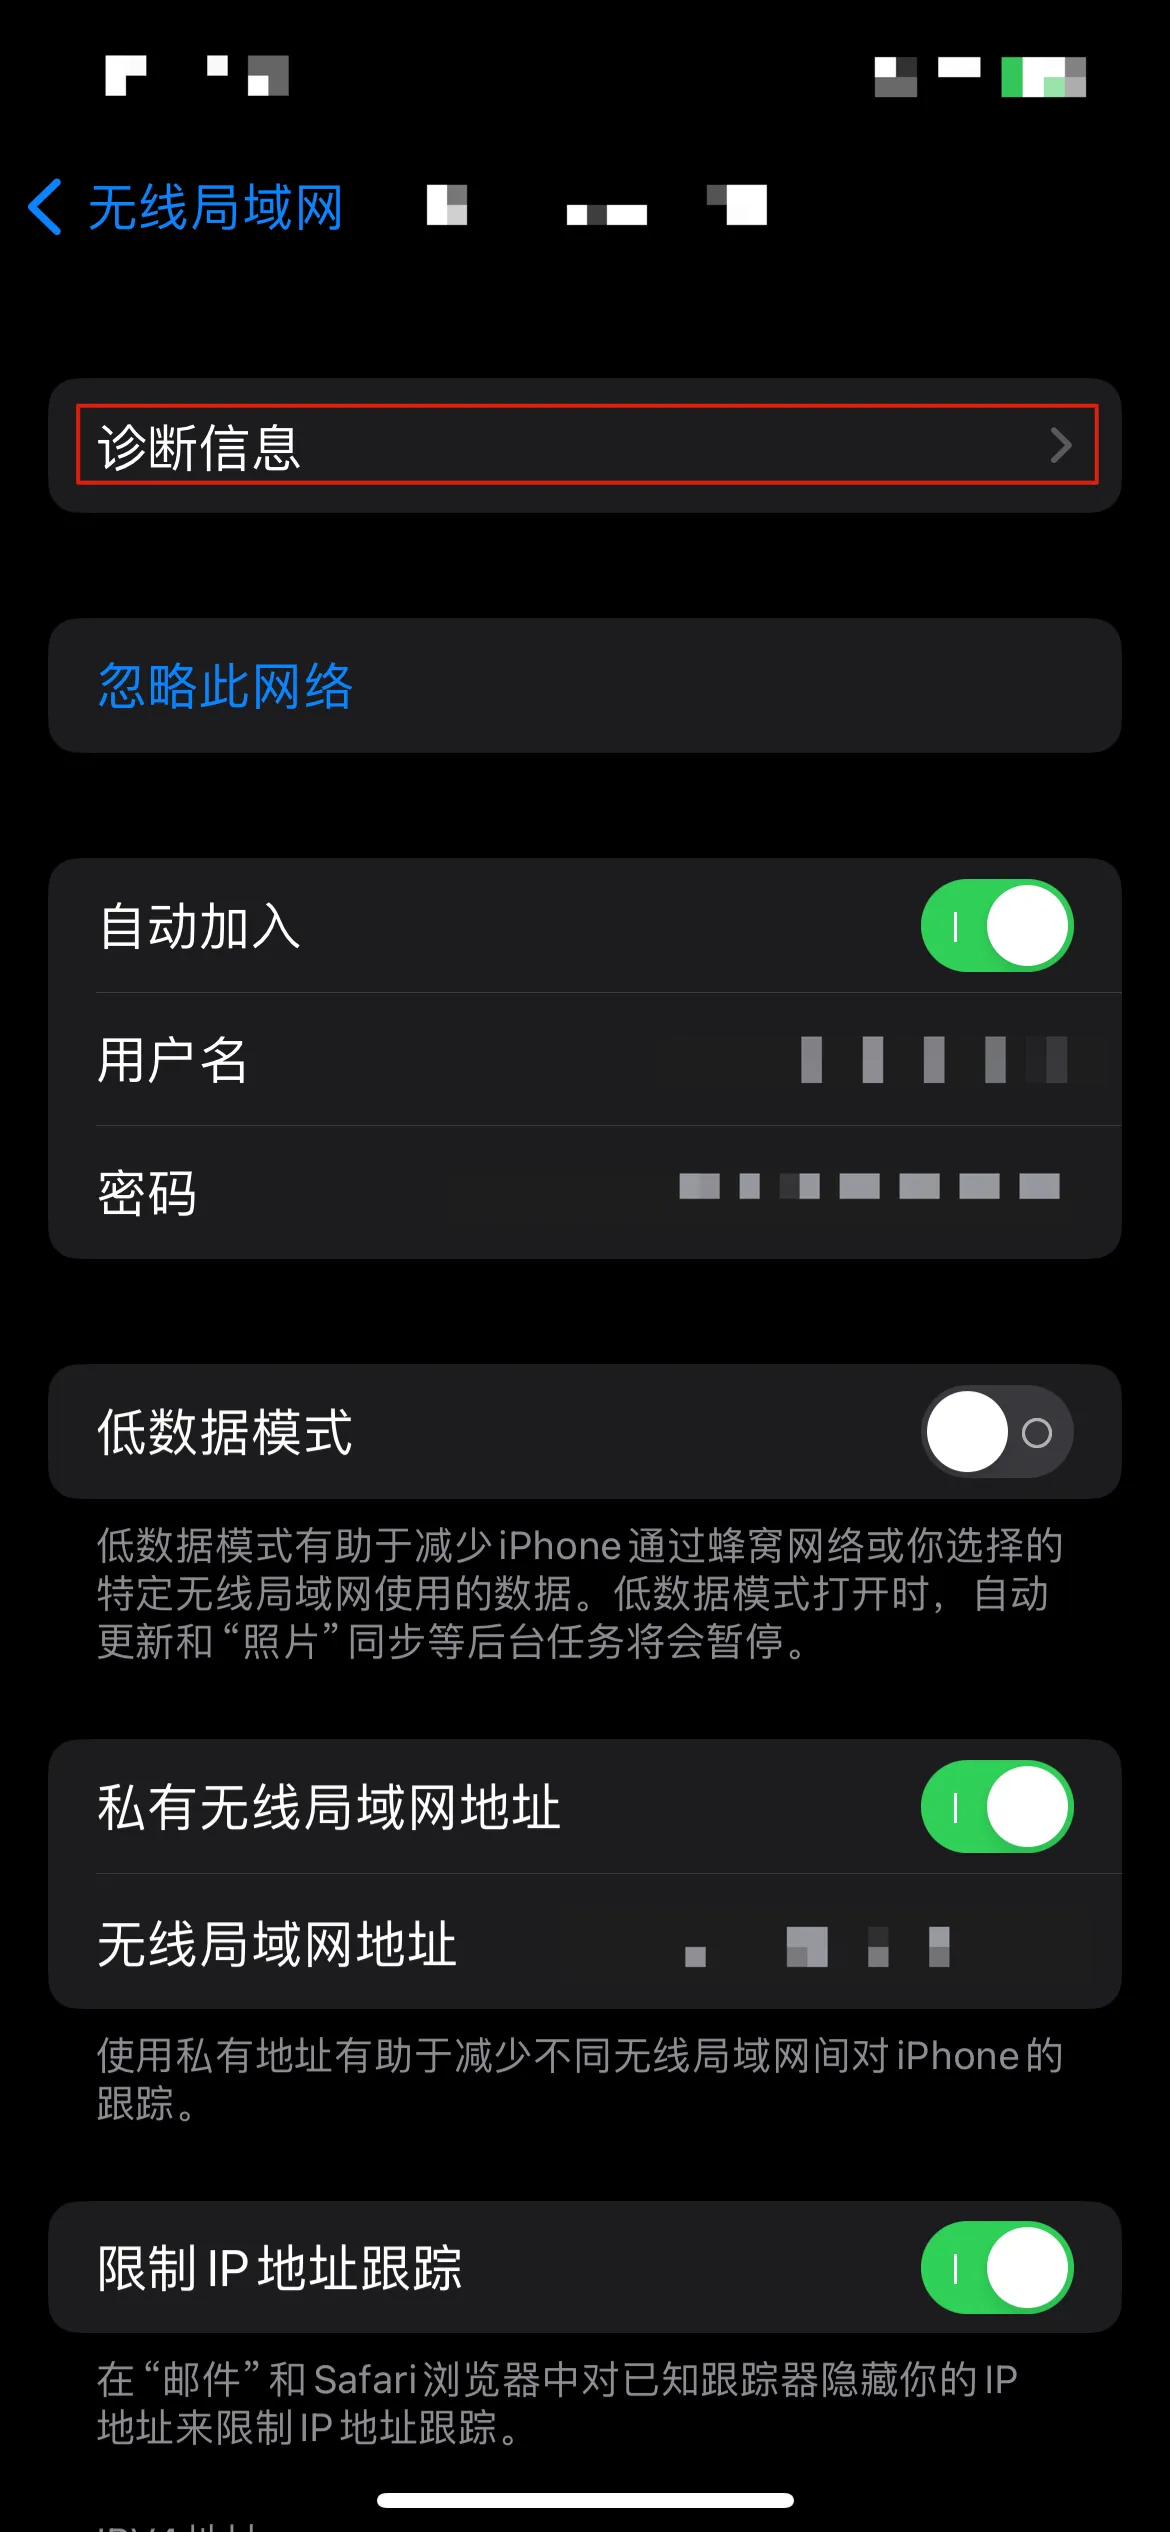 无线局域网
诊断信息
忽略此网络
自动加入
用户名
密码
低数据模式
低数据模式有助于减少iPhone通过蜂窝网络或你选择的
特定无线局域网使用的数据。低数据模式打开时，自动
更新和“照片”同步等后台任务将会暂停。
私有无线局域网地址
无线局域网地址
使用私有地址有助于减少不同无线局域网间对iPhone的
跟踪。
限制IP地址跟踪
在“邮件”和Safari浏览器中对已知跟踪器隐藏你的IP
地址来限制IP地址跟踪。